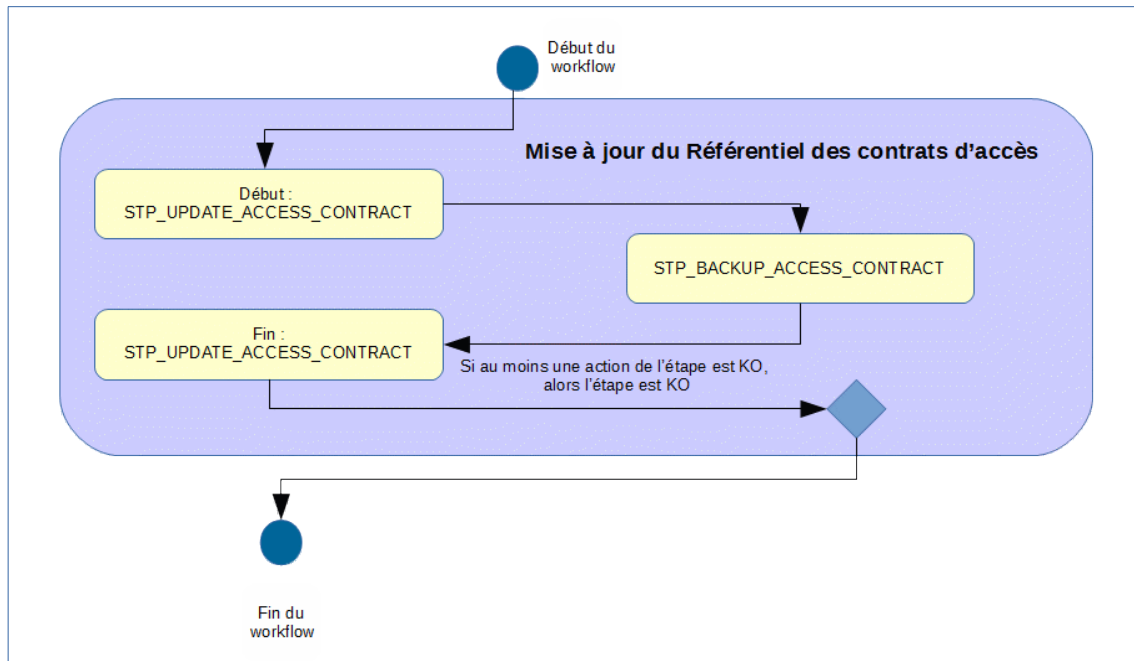 Début du
workflow
Mise à jour du Référentiel des contrats d’accès
Début :
STP_UPDATE_ACCESS_CONTRACT
STP_BACKUP_ACCESS_CONTRACT
Fin :
STP_UPDATE_ACCESS_CONTRACT
Si au moins une action de l’étape est KO,
alors l’étape est KO
Fin du
workflow